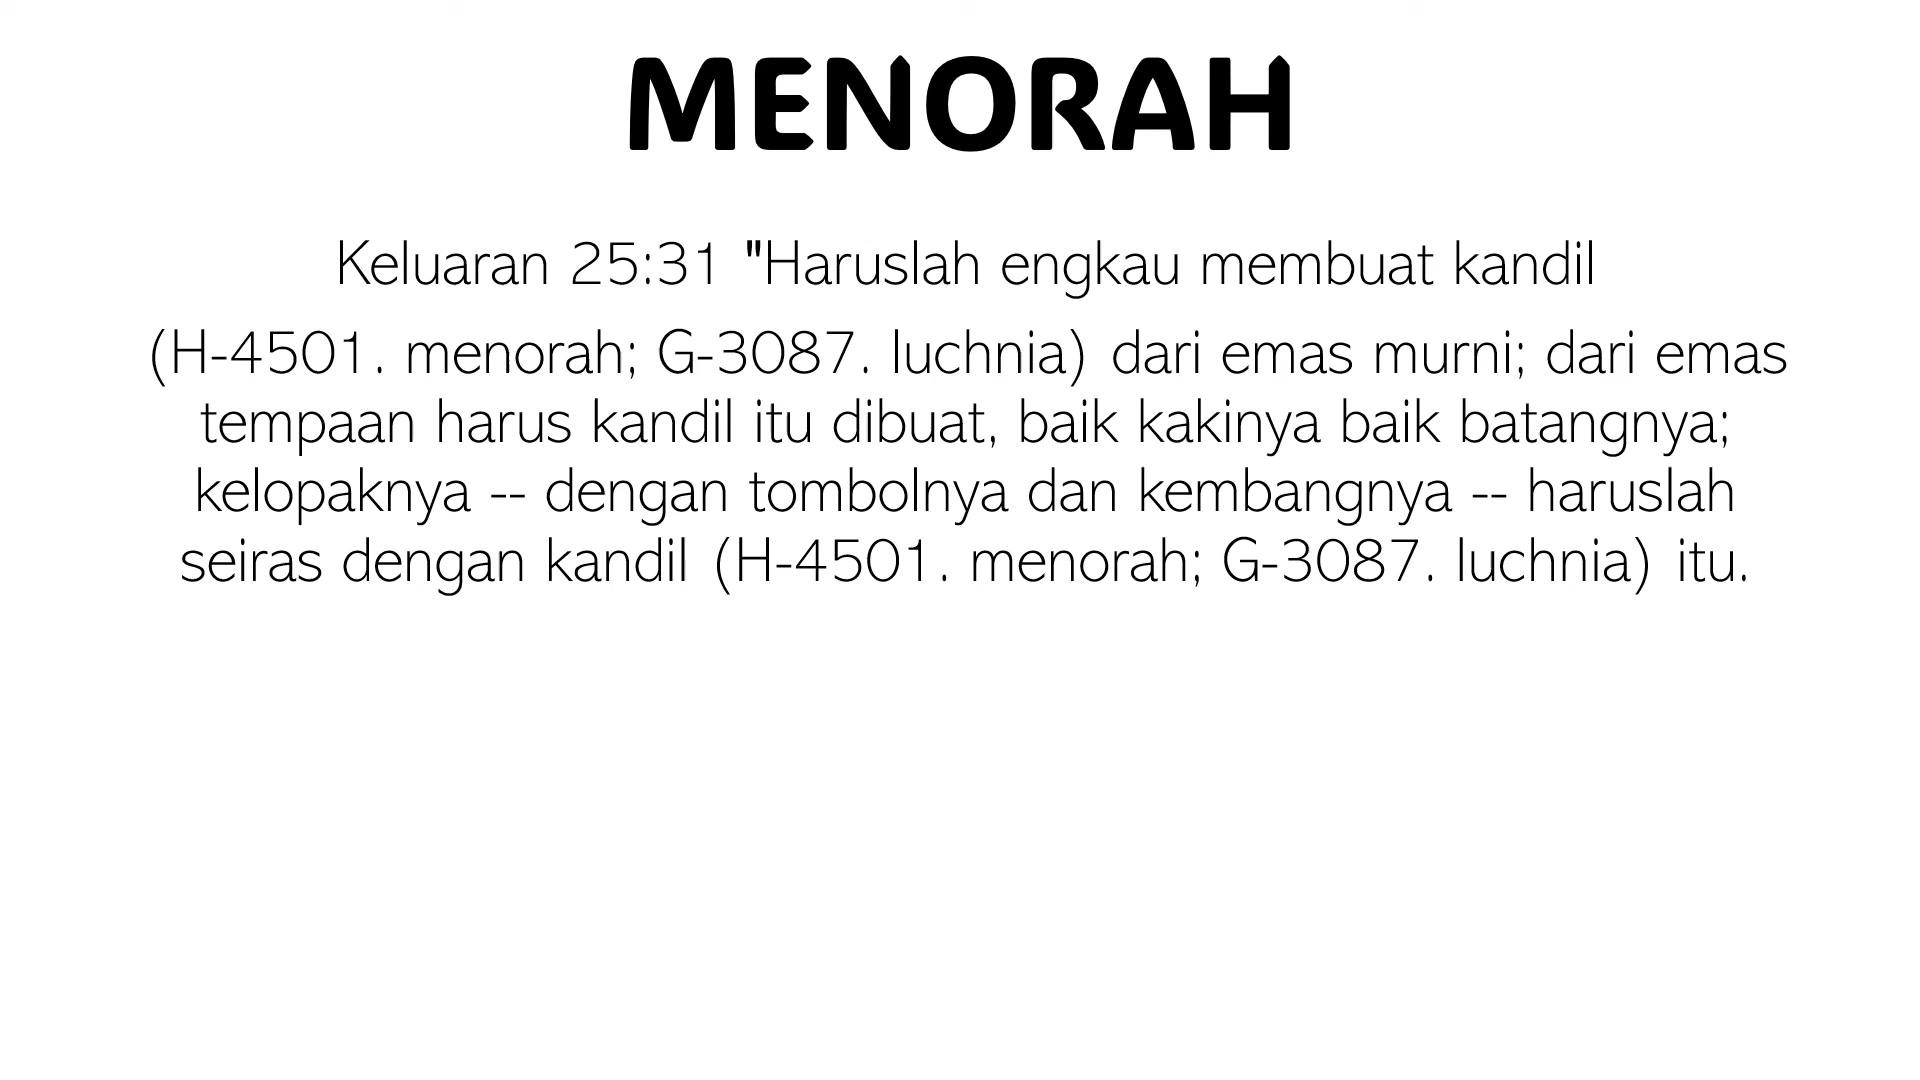 MENORAH
Keluaran 25:31 "Haruslah engkau membuat kandil
(H-4501. menorah; G-3087. luchnia) dari emas murni; dari emas
tempaan harus kandil itu dibuat, baik kakinya baik batangnya;
kelopaknya -- dengan tombolnya dan kembangnya -- haruslah
seiras dengan kandil (H-4501. menorah; G-3087. luchnia) itu.